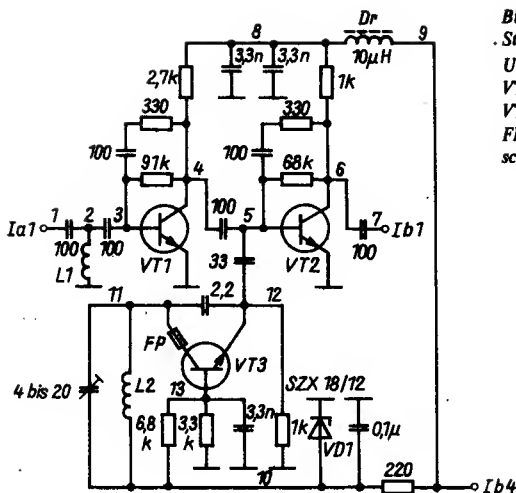 8
Dr
9
3,3n
3,3n
10µH
2,7k
1k
330
330
100
91k
4
100
68k
6
1
2
3
5
7
Ia1
100
100
100
Ib1
100
L1
VT1
VT2
33
11
2,2
12
FP
VT3
SZX 18/12
4 bis 20
L2
13
6,8
k
3,3
k
3,3n
1k
VD1
0,1µ
10
220
Ib4
U
V
V
sc